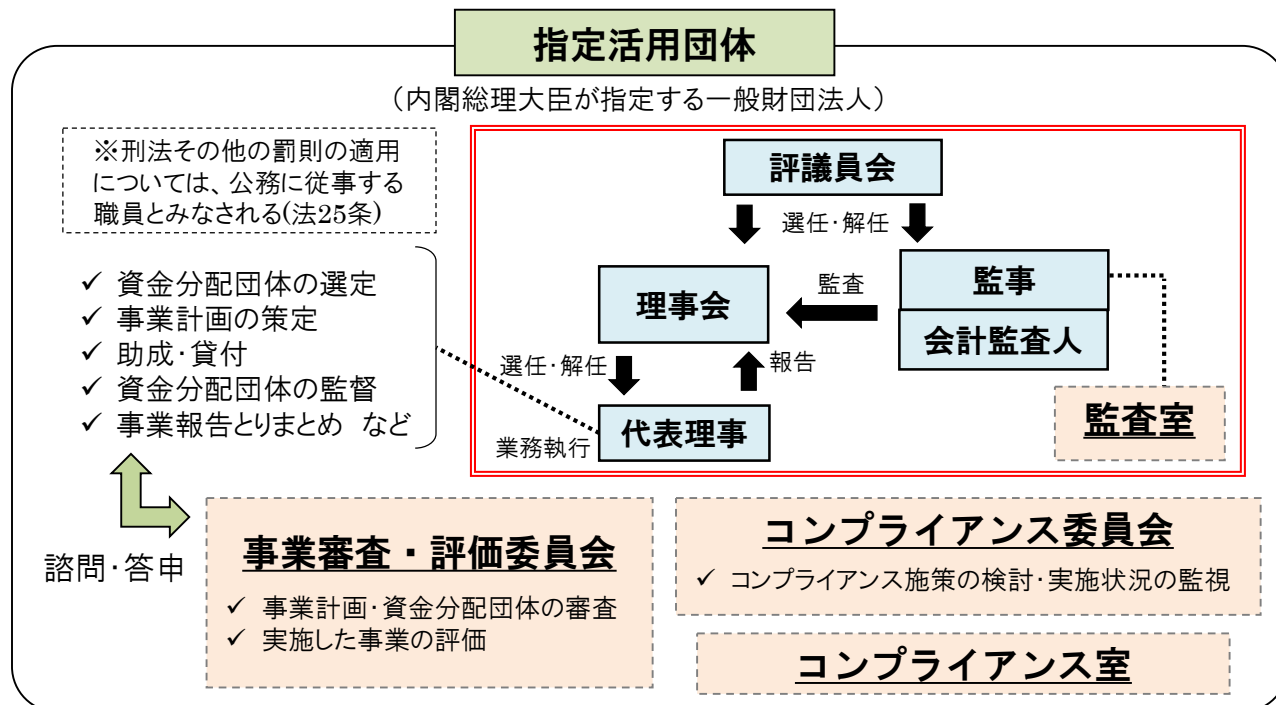 指定活用団体
（内閣総理大臣が指定する一般財団法人）
※刑法その他の罰則の適用
については、公務に従事する
職員とみなされる(法25条)
✓ 資金分配団体の選定
✓ 事業計画の策定
✓ 助成・貸付
✓ 資金分配団体の監督
✓ 事業報告とりまとめ など
評議員会
選任・解任
理事会
監査
監事
会計監査人
選任・解任
報告
代表理事
業務執行
監査室
諮問・答申
事業審査・評価委員会
✓ 事業計画・資金分配団体の審査
✓ 実施した事業の評価
コンプライアンス委員会
✓ コンプライアンス施策の検討・実施状況の監視
コンプライアンス室